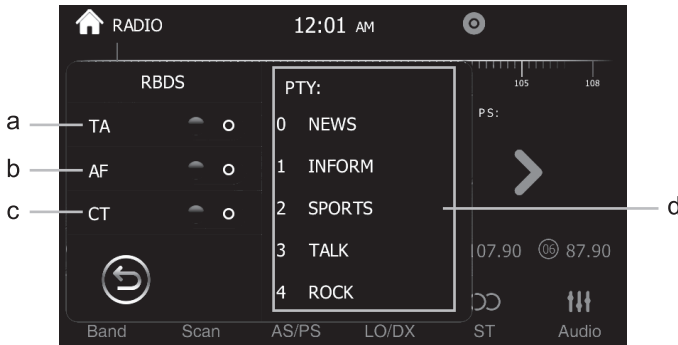 RADIO 12:01 AM
RBDS PTY: 105 108
PS:
a TA 0 NEWS
b AF 1 INFORM
c CT 2 SPORTS d
3 TALK 107.90 06 87.90
4 ROCK
Band Scan AS/PS LO/DX ST Audio